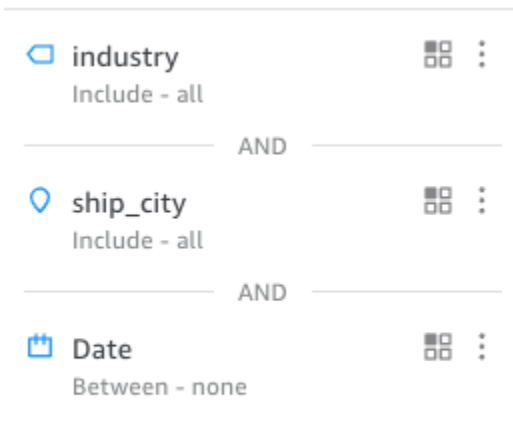 industry
Include - all
AND
ship_city
Include - all
AND
Date
Between - none